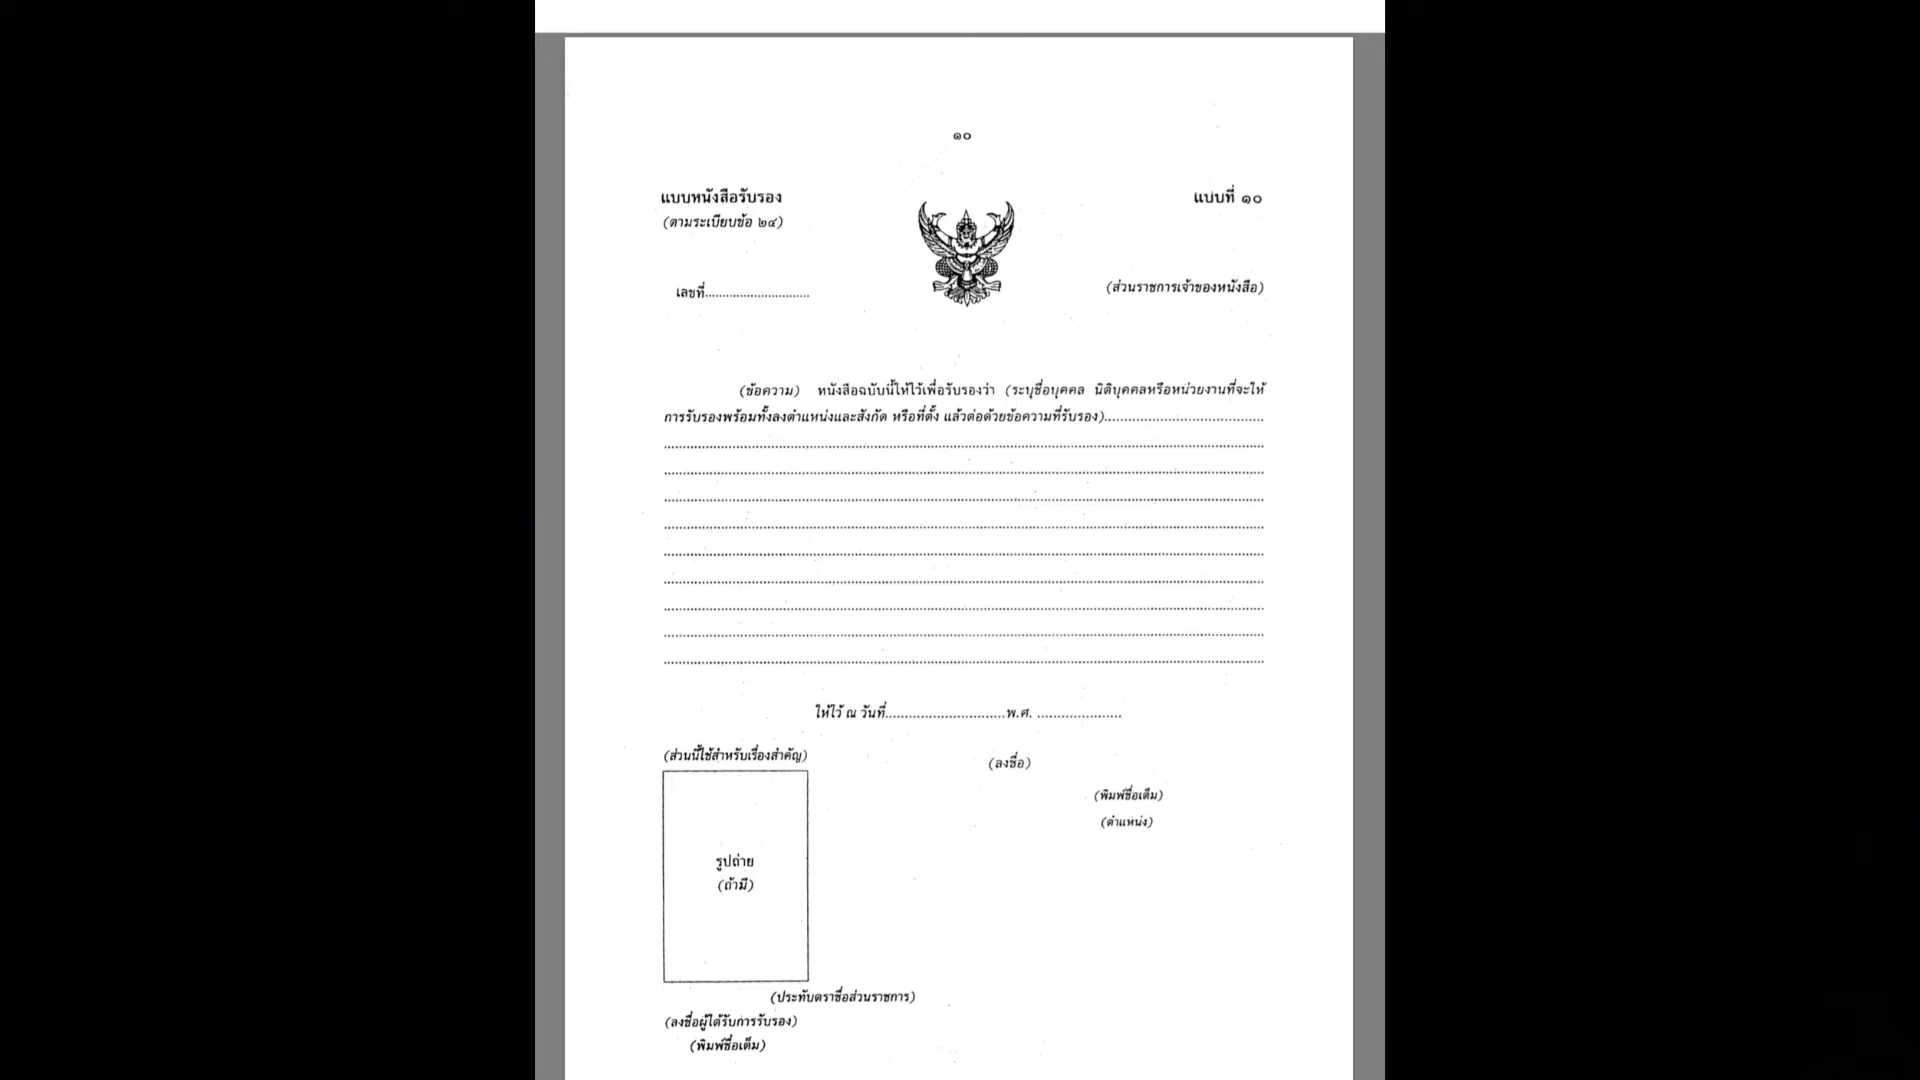 ๑๐
แบบหนังสือรับรอง
แบบที่ ๑๐
(ตามระเบียบข้อ ๒๔)
(ส่วนราชการเจ้าของหนังสือ)
เลขที่..............................
(ข้อความ) หนังสือฉบับนี้ให้ไว้เพื่อรับรองว่า (ระบุชื่อบุคคล นิติบุคคลหรือหน่วยงานที่จะให้
การรับรองพร้อมทั้งลงตำแหน่งและสังกัด หรือที่ตั้ง แล้วต่อด้วยข้อความที่รับรอง)........................................
ให้ไว้ ณ วันที่..............................พ.ศ. .....................
(ส่วนนี้ใช้สำหรับเรื่องสำคัญ)
(ลงชื่อ)
(พิมพ์ชื่อเต็ม)
(ตำแหน่ง)
รูปถ่าย
(ถ้ามี)
(ประทับตราชื่อส่วนราชการ)
(ลงชื่อผู้ได้รับการรับรอง)
(พิมพ์ชื่อเต็ม)